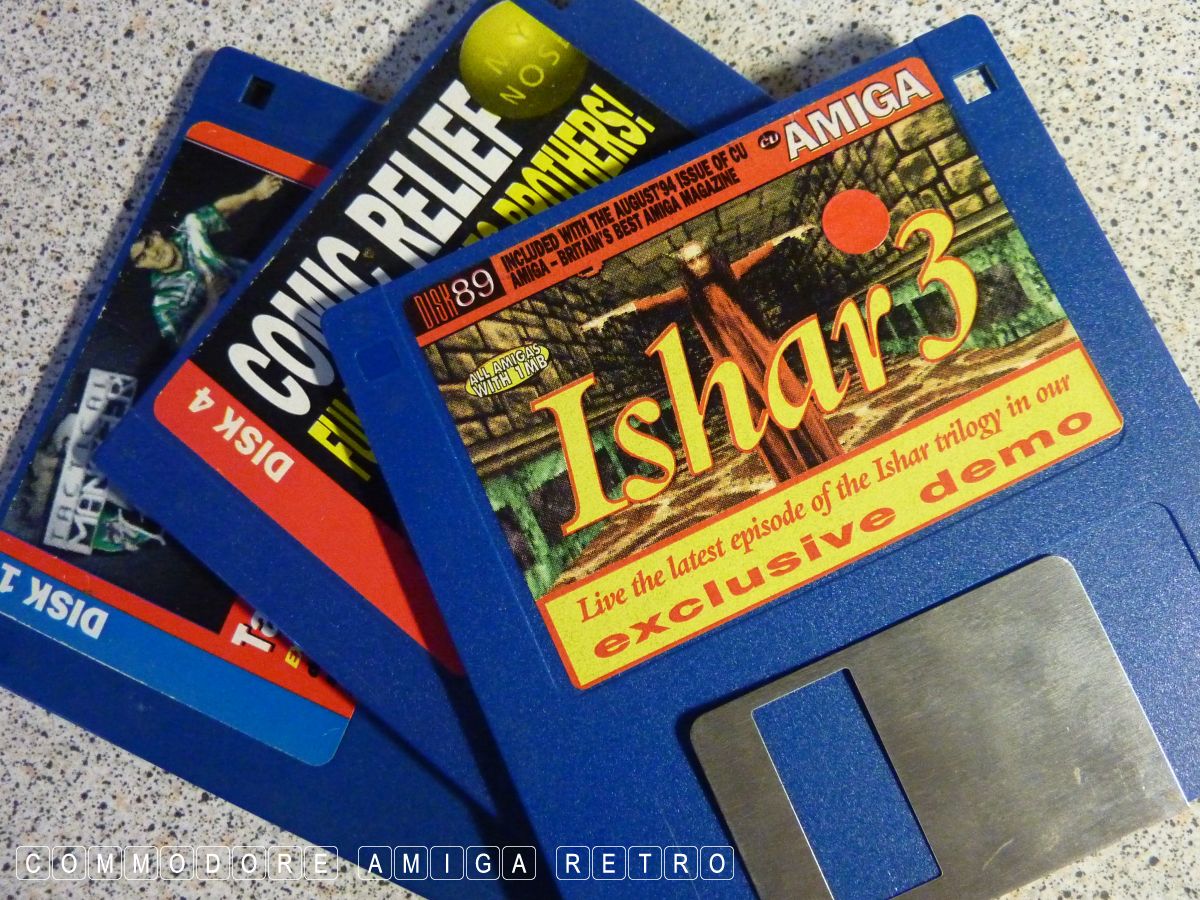 DISK 89
INCLUDED WITH THE AUGUST'94 ISSUE OF CU
AMIGA - BRITAIN'S BEST AMIGA MAGAZINE
CU AMIGA
ALL AMIGAS
WITH 1MB
Ishar 3
Live the latest episode of the Ishar trilogy in our
exclusive demo
MY
NOSE
COMIC RELIEF
BROTHERS!
DISK 4
DISK 1
COMMODORE AMIGA RETRO